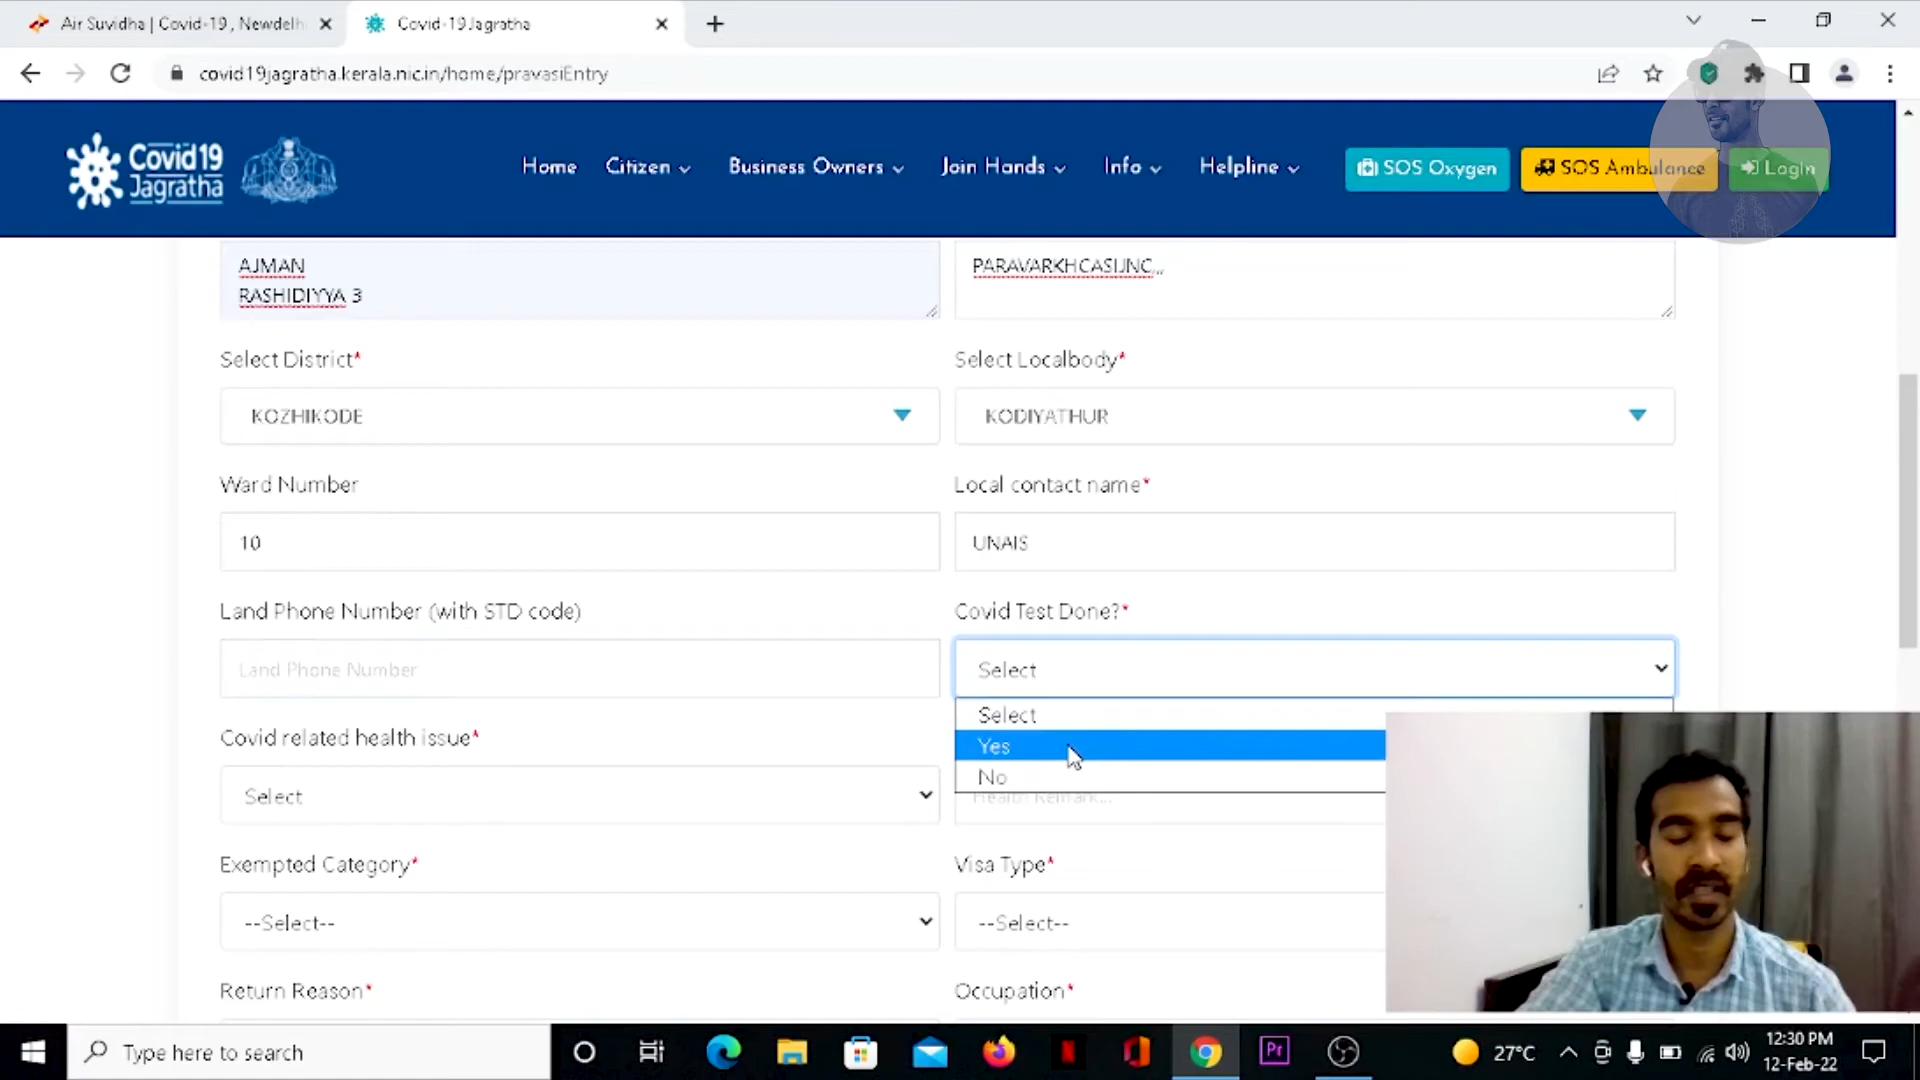 Air Suvidha | Covid-19 , Newdelh
Covid-19 Jagratha
covid19jagratha.kerala.nic.in/home/pravasiEntry
Covid19
Jagratha
Home
Citizen
Business Owners
Join Hands
Info
Helpline
SOS Oxygen
SOS Ambulance
Login
AJMAN
RASHIDIYYA 3
PARAVARKHCASIJNC,,,
Select District*
Select Localbody*
KOZHIKODE
KODIYATHUR
Ward Number
Local contact name*
10
UNAIS
Land Phone Number (with STD code)
Covid Test Done?*
Land Phone Number
Select
Select
Yes
No
Covid related health issue*
Select
Health Remark...
Exempted Category*
Visa Type*
--Select--
--Select--
Return Reason*
Occupation*
Type here to search
Pr
27°C
12:30 PM
12-Feb-22